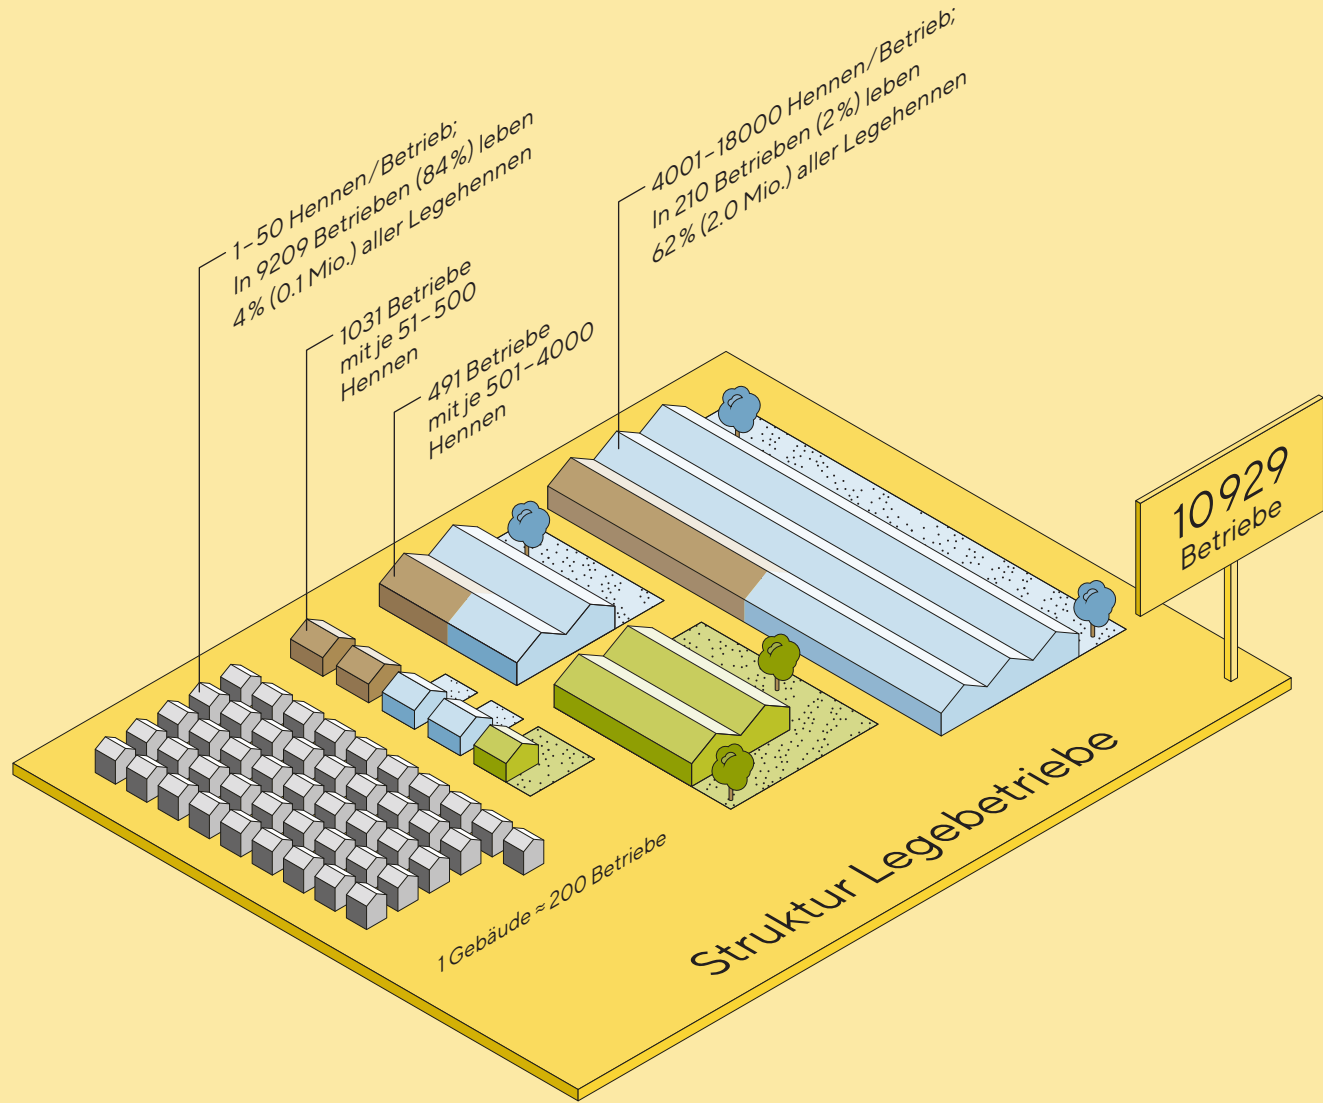 4001–18000 Hennen/Betrieb;
In 210 Betrieben (2%) leben
62% (2.0 Mio.) aller Legehennen
1–50 Hennen/Betrieb;
In 9209 Betrieben (84%) leben
4% (0.1 Mio.) aller Legehennen
1031 Betriebe
mit je 51–500
Hennen
491 Betriebe
mit je 501–4000
Hennen
10929
Betriebe
1 Gebäude ≈ 200 Betriebe
Struktur Legebetriebe